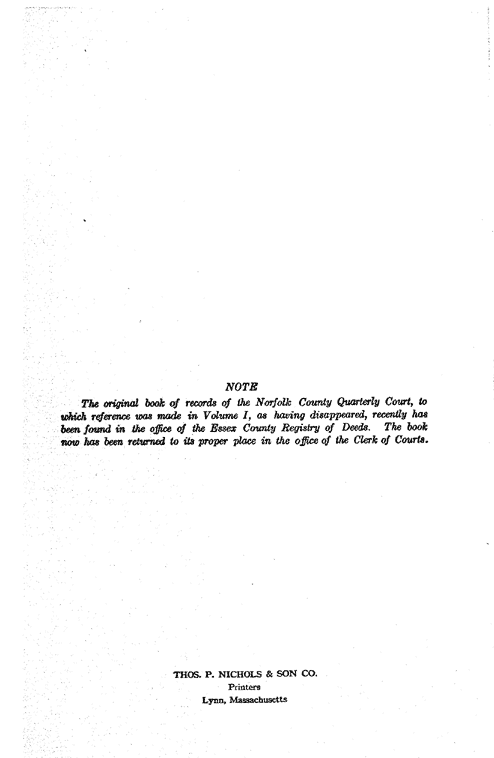 NOTE
The original book of records of the Norfolk County Quarterly Court, to
which reference was made in Volume I, as having disappeared, recently has
been found in the office of the Essex County Registry of Deeds. The book
now has been returned to its proper place in the office of the Clerk of Courts.
THOS. P. NICHOLS & SON CO.
Printers
Lynn, Massachusetts